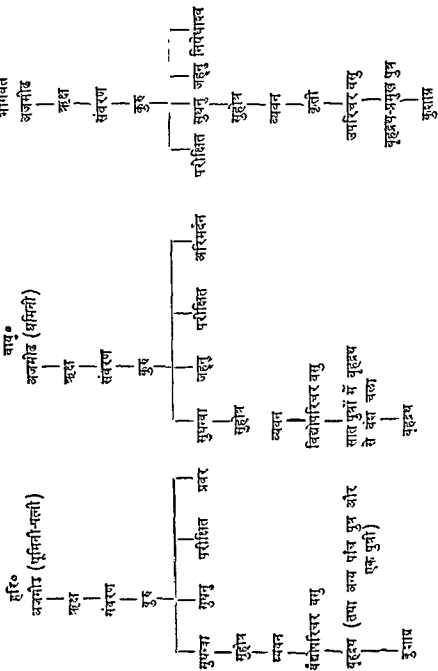 हरि०
अजमीढ (धूमिनी-पत्नी)
ऋक्ष
संवरण
कुरु
सुधन्वा सुधनु परीक्षित प्रवर
सुहोत्र
च्यवन
चैद्योपरिचर वसु
वृहद्रथ (तथा अन्य पांच पुत्र और
एक पुत्री)
कुशाग्र
वायु०
अजमीढ (धूमिनी)
ऋक्ष
संवरण
कुरु
सुधन्वा जह्नु परीक्षित अरिमर्दन
सुहोत्र
च्यवन
विद्योपरिचर वसु
सात पुत्रों में वृहद्रथ
से वंश चला
वृहद्रथ
भागवत
अजमीढ
ऋक्ष
संवरण
कुरु
परीक्षित सुधनु जह्नु निषेधाश्व
सुहोत्र
च्यवन
कृती
उपरिचर वसु
वृहद्रथ-प्रमुख पुत्र
कुशाग्र